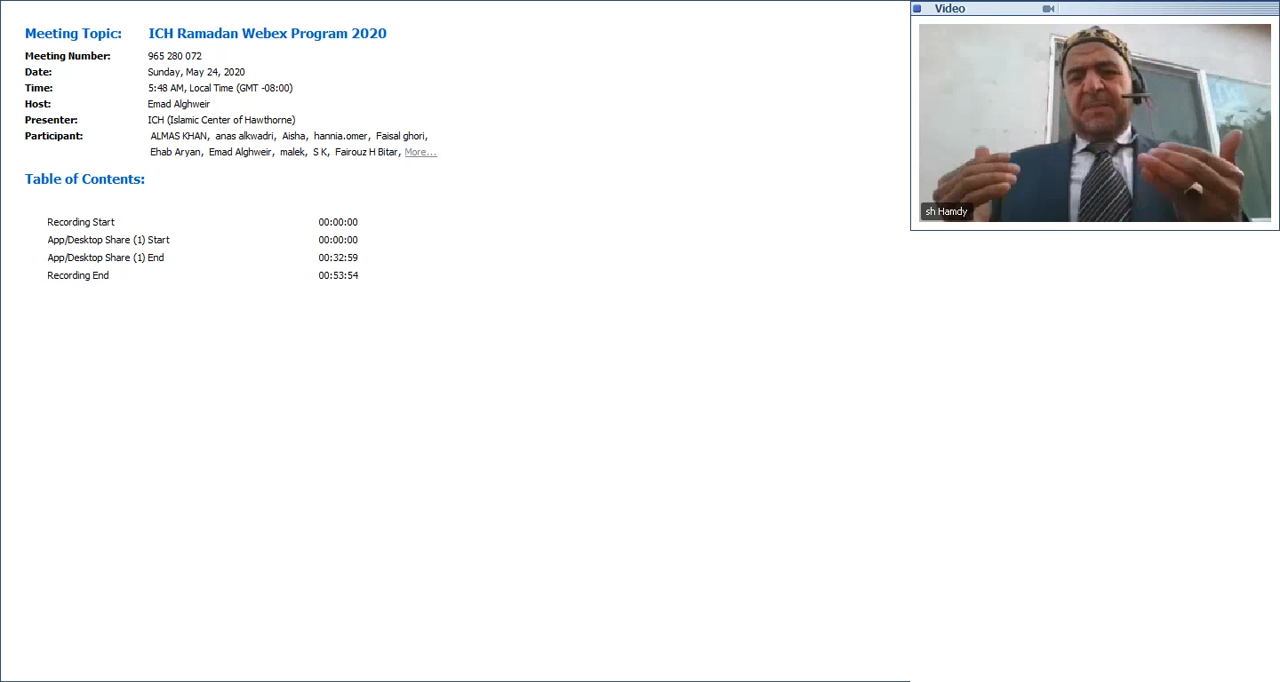 Meeting Topic: ICH Ramadan Webex Program 2020
Meeting Number: 965 280 072
Date: Sunday, May 24, 2020
Time: 5:48 AM, Local Time (GMT -08:00)
Host: Emad Alghweir
Presenter: ICH (Islamic Center of Hawthorne)
Participant: ALMAS KHAN, anas alkwadri, Aisha, hannia.omer, Faisal ghori,
Ehab Aryan, Emad Alghweir, malek, S K, Fairouz H Bitar, More...
Table of Contents:
Recording Start 00:00:00
App/Desktop Share (1) Start 00:00:00
App/Desktop Share (1) End 00:32:59
Recording End 00:53:54
Video
sh Hamdy